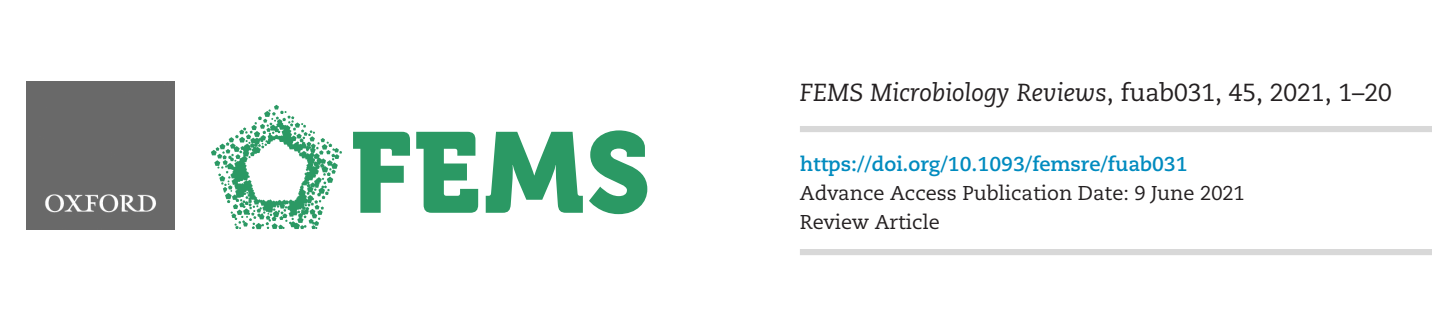 OXFORD
FEMS
FEMS Microbiology Reviews, fuab031, 45, 2021, 1–20
https://doi.org/10.1093/femsre/fuab031
Advance Access Publication Date: 9 June 2021
Review Article